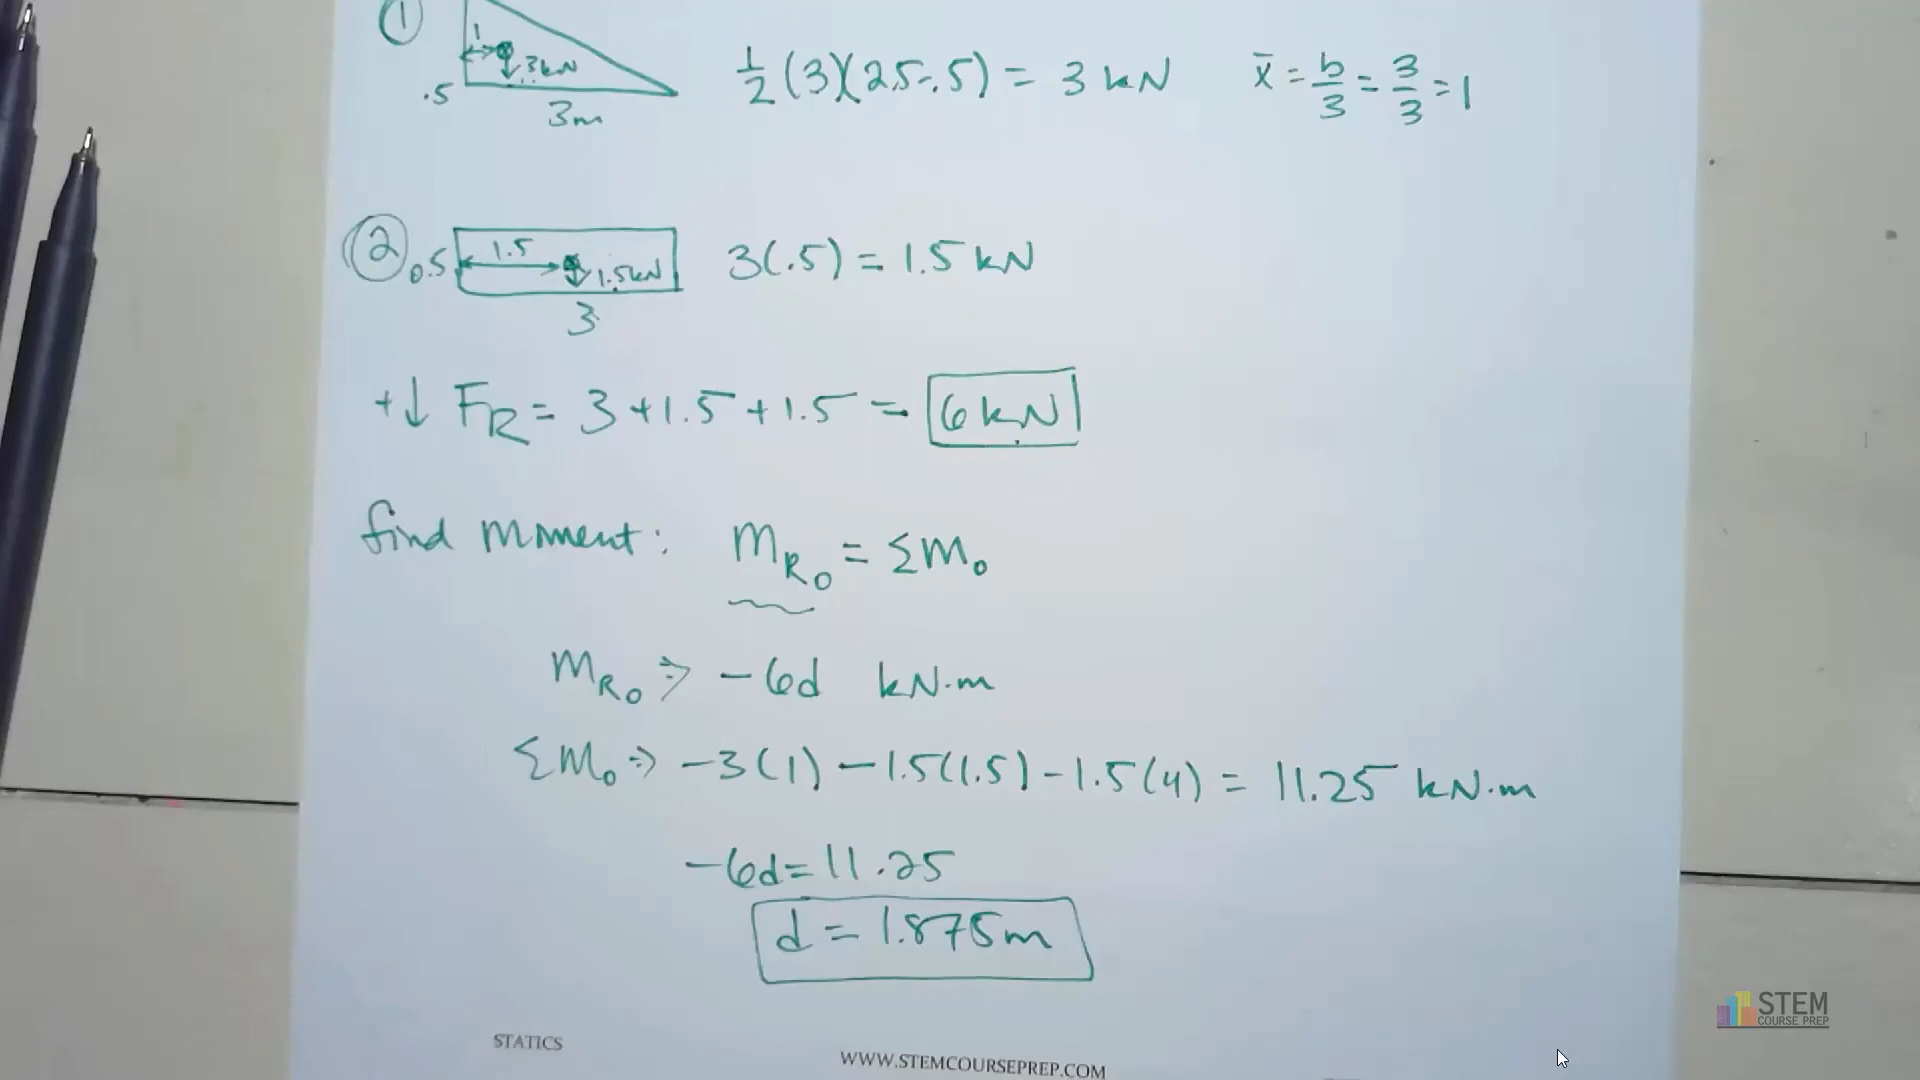 ①
1
3kN
.5
3m
½(3)(2.5-.5) = 3 kN
x̄ = b/3 = 3/3 = 1
②
0.5
1.5
1.5kN
3
3(.5) = 1.5 kN
+↓ FR = 3 + 1.5 + 1.5 = 6 kN
find moment: MRo = ΣMo
MRo ⇒ -6d kN·m
ΣMo ⇒ -3(1) - 1.5(1.5) - 1.5(4) = 11.25 kN·m
-6d = 11.25
d = 1.875m
STATICS
WWW.STEMCOURSEPREP.COM
STEM
COURSE PREP